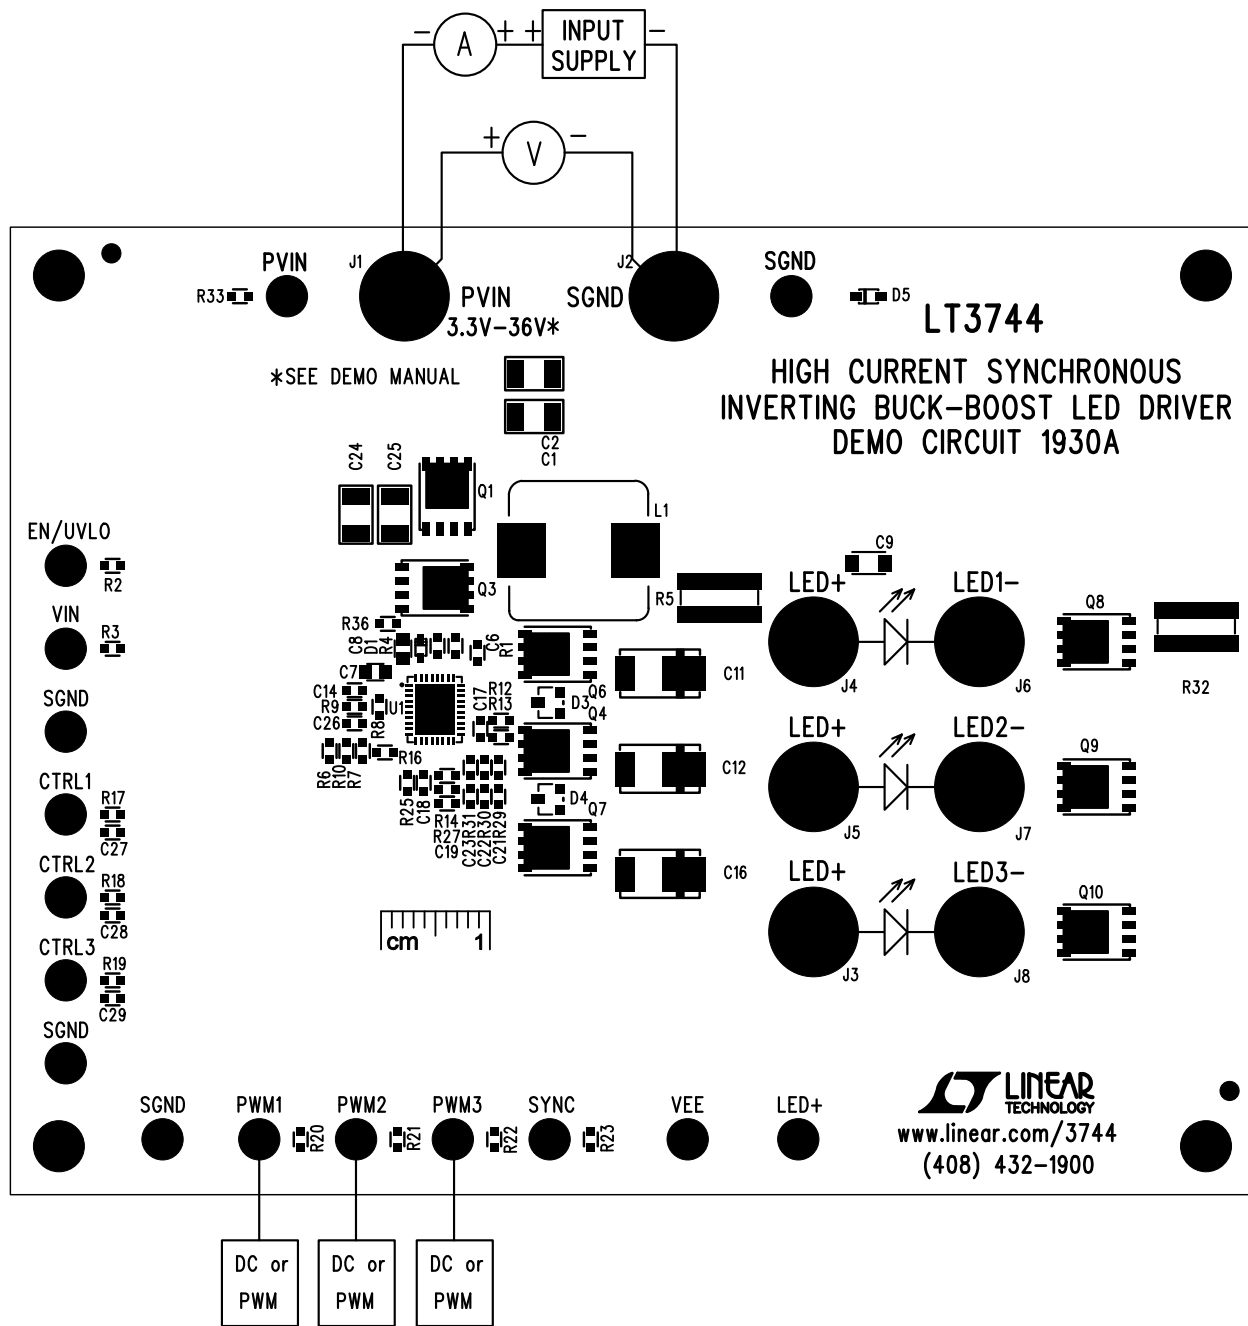 - A + + INPUT SUPPLY -
+ V -
PVIN
J1
J2
SGND
R33
PVIN
3.3V-36V*
SGND
D5
LT3744
*SEE DEMO MANUAL
HIGH CURRENT SYNCHRONOUS
INVERTING BUCK-BOOST LED DRIVER
DEMO CIRCUIT 1930A
C2
C1
C24
C25
Q1
L1
EN/UVLO
R2
Q3
R5
C9
LED+
LED1-
Q8
VIN
R3
R36
C8
D1
R4
C6
R1
C7
C14
R9
C26
U1
R8
C17
R12
R13
Q6
D3
Q4
C11
J4
J6
R32
SGND
R6
R10
R7
R16
LED+
LED2-
Q9
C12
CTRL1
R17
C27
R25
C18
R14
R27
C19
R31
C23
R30
C22
R29
C21
D4
Q7
J5
J7
CTRL2
R18
C28
C16
LED+
LED3-
Q10
cm 1
CTRL3
R19
C29
J3
J8
SGND
SGND
PWM1
R20
PWM2
R21
PWM3
R22
SYNC
R23
VEE
LED+
LT LINEAR
TECHNOLOGY
www.linear.com/3744
(408) 432-1900
DC or
PWM
DC or
PWM
DC or
PWM